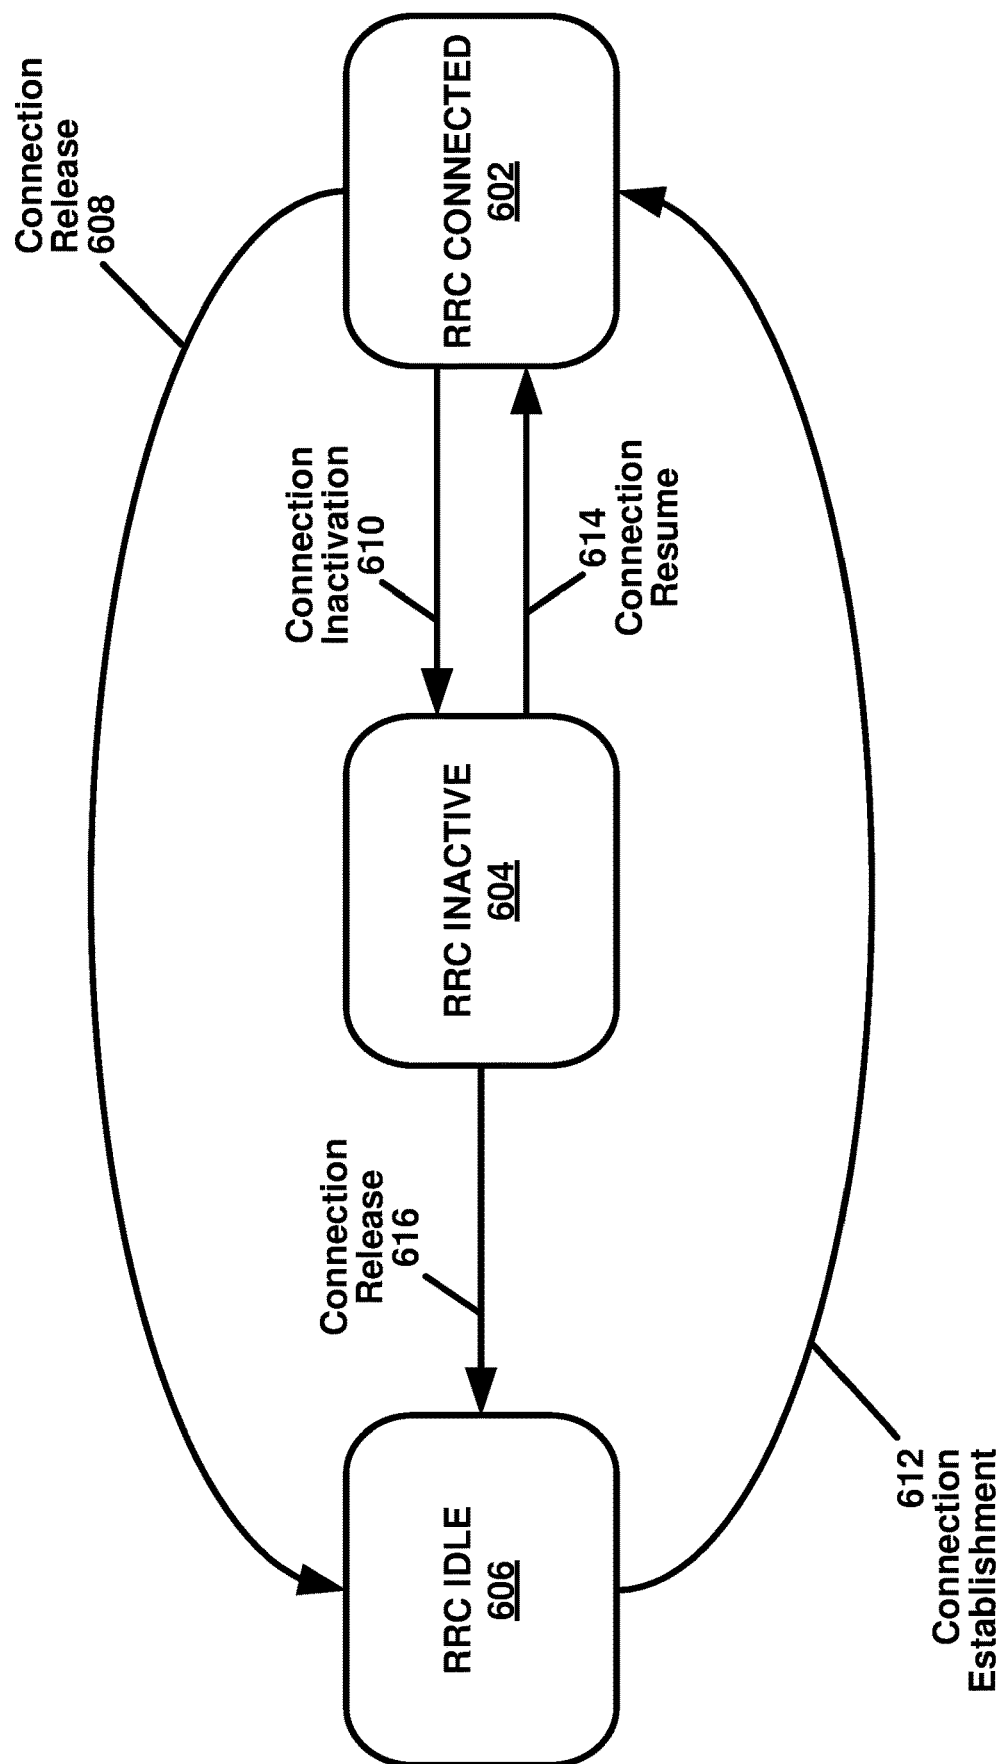 Connection
Release
608
RRC CONNECTED
602
Connection
Inactivation
610
614
Connection
Resume
RRC INACTIVE
604
Connection
Release
616
RRC IDLE
606
612
Connection
Establishment